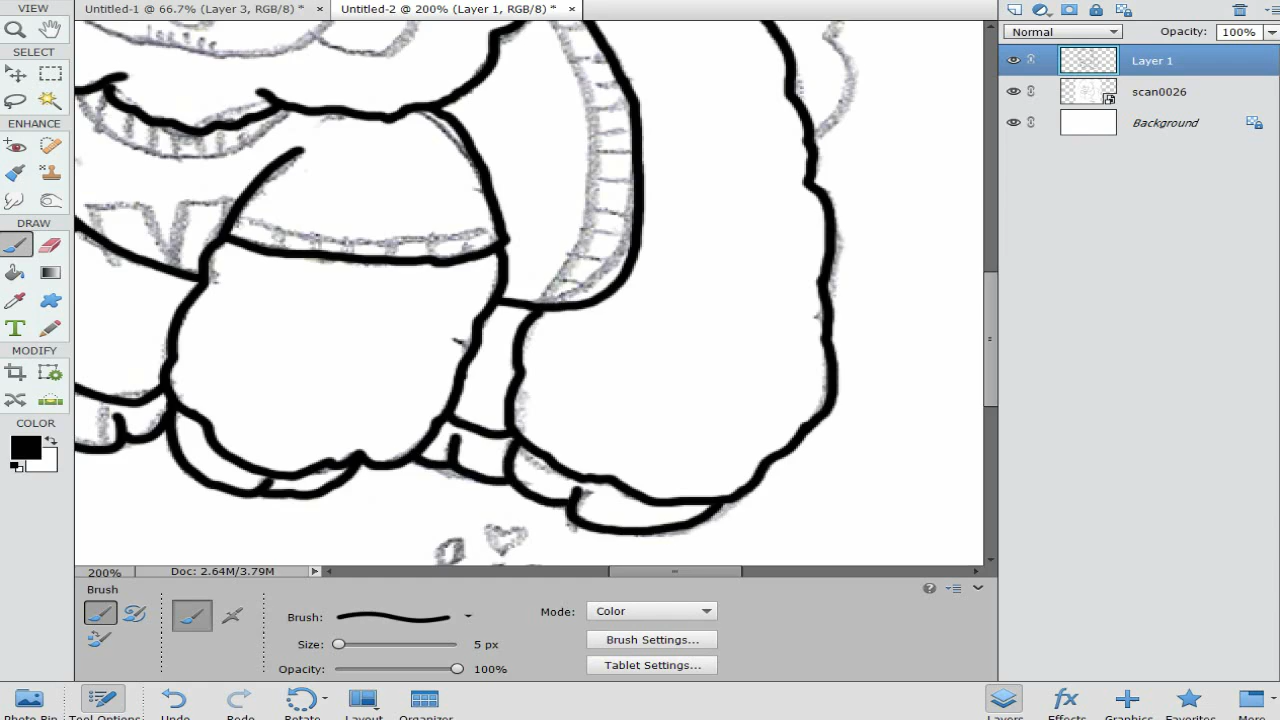 VIEW
Untitled-1 @ 66.7% (Layer 3, RGB/8) *
Untitled-2 @ 200% (Layer 1, RGB/8) *
SELECT
ENHANCE
DRAW
MODIFY
COLOR
Normal
Opacity: 100%
Layer 1
scan0026
Background
200%
Doc: 2.64M/3.79M
Brush
Brush:
Size:
5 px
Opacity:
100%
Mode:
Color
Brush Settings...
Tablet Settings...
Photo Bin
Tool Options
Undo
Redo
Rotate
Layout
Organizer
Layers
Effects
Graphics
Favorites
More